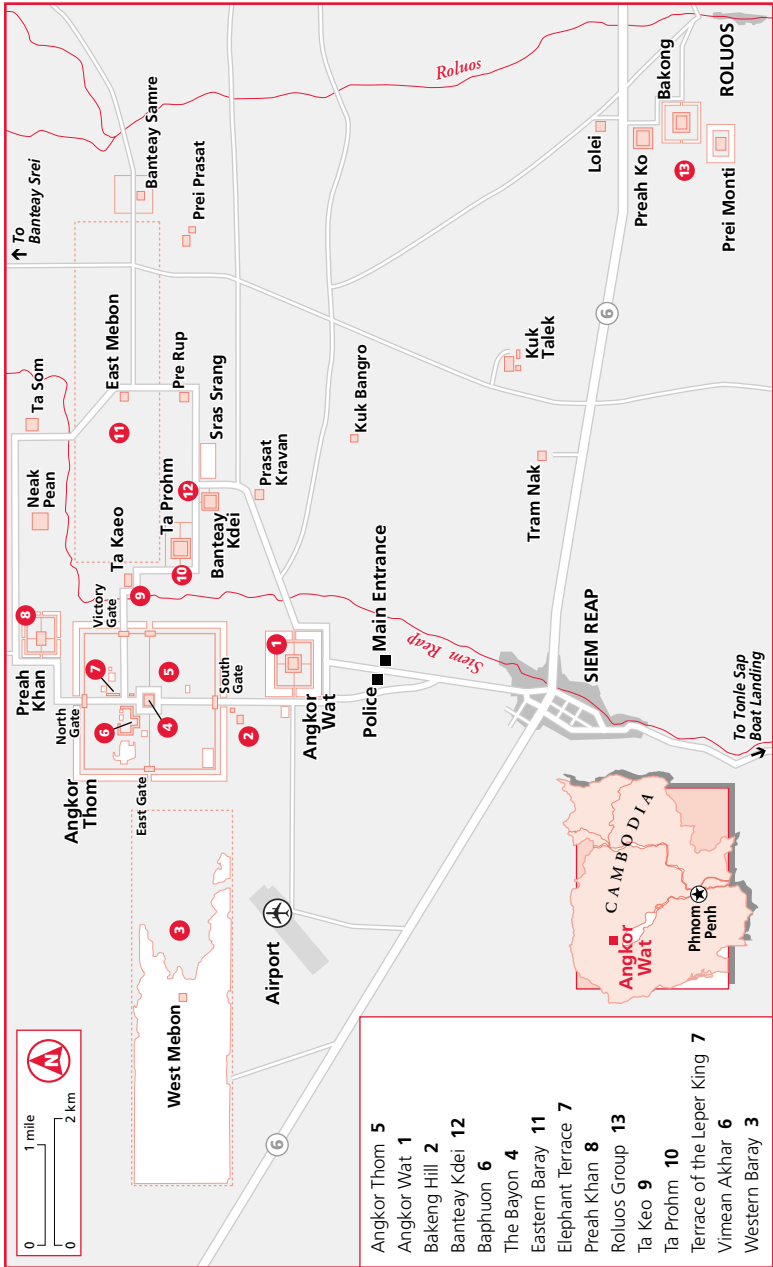 N
0 1 mile
0 2 km
Angkor Thom 5
Angkor Wat 1
Bakeng Hill 2
Banteay Kdei 12
Baphuon 6
The Bayon 4
Eastern Baray 11
Elephant Terrace 7
Preah Khan 8
Roluos Group 13
Ta Keo 9
Ta Prohm 10
Terrace of the Leper King 7
Vimean Akhar 6
Western Baray 3
CAMBODIA
Angkor
Wat
Phnom
Penh
West Mebon
3
6
Airport
Angkor
Thom
East Gate
North
Gate
Victory
Gate
South
Gate
6
7
4
5
2
Preah
Khan
8
Neak
Pean
Ta Som
To
Banteay Srei
Ta Kaeo
9
Ta Prohm
10
12
11
East Mebon
Pre Rup
Sras Srang
Banteay
Kdei
Prasat
Kravan
Banteay Samre
Prei Prasat
Roluos
1
Angkor
Wat
Police
Main Entrance
Siem Reap
SIEM REAP
Kuk Bangro
Kuk
Talek
Tram Nak
6
Lolei
Preah Ko
Bakong
13
Prei Monti
ROLUOS
To Tonle Sap
Boat Landing